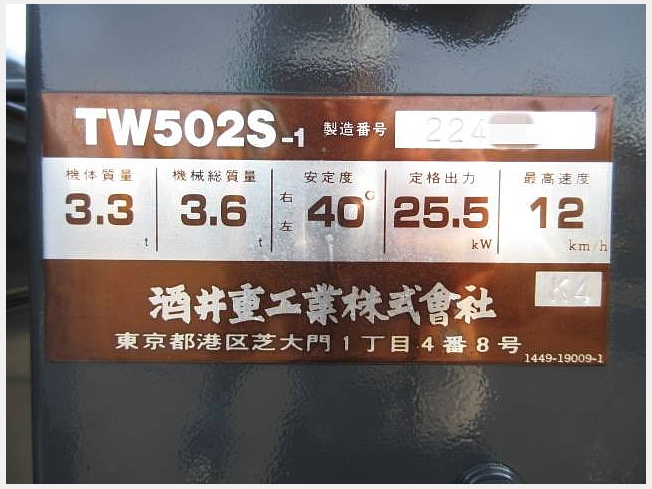 TW502S-1 製造番号 224
機体質量 機械総質量 安定度 定格出力 最高速度
3.3 t 3.6 t 右 左 40° 25.5 kW 12 km/h
K4
酒井重工業株式會社
東京都港区芝大門1丁目4番8号
1449-19009-1